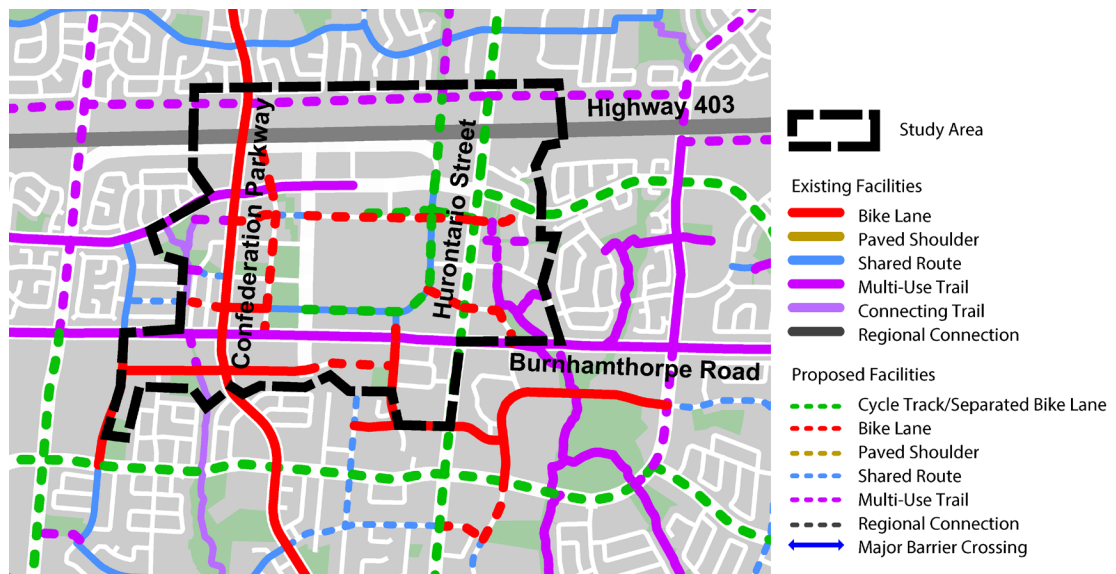 Highway 403
Confederation Parkway
Hurontario Street
Burnhamthorpe Road
Study Area
Existing Facilities
Bike Lane
Paved Shoulder
Shared Route
Multi-Use Trail
Connecting Trail
Regional Connection
Proposed Facilities
Cycle Track/Separated Bike Lane
Bike Lane
Paved Shoulder
Shared Route
Multi-Use Trail
Regional Connection
Major Barrier Crossing